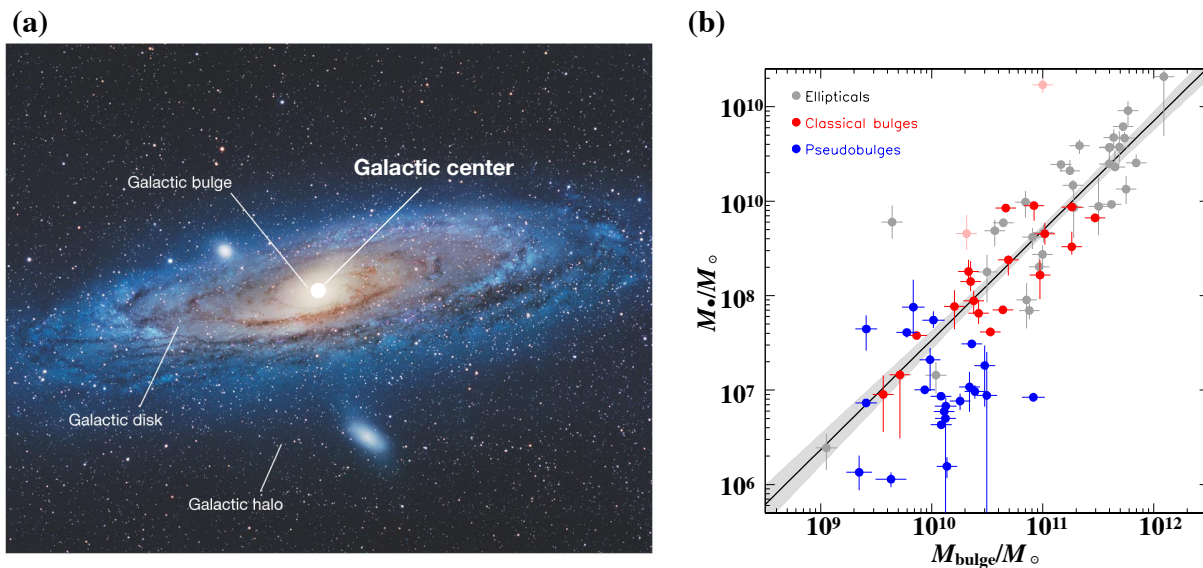 (a)
Galactic center
Galactic bulge
Galactic disk
Galactic halo
(b)
Ellipticals
Classical bulges
Pseudobulges
10^10
10^10
10^8
10^7
10^6
M●/M⊙
10^9 10^10 10^11 10^12
M_bulge/M⊙